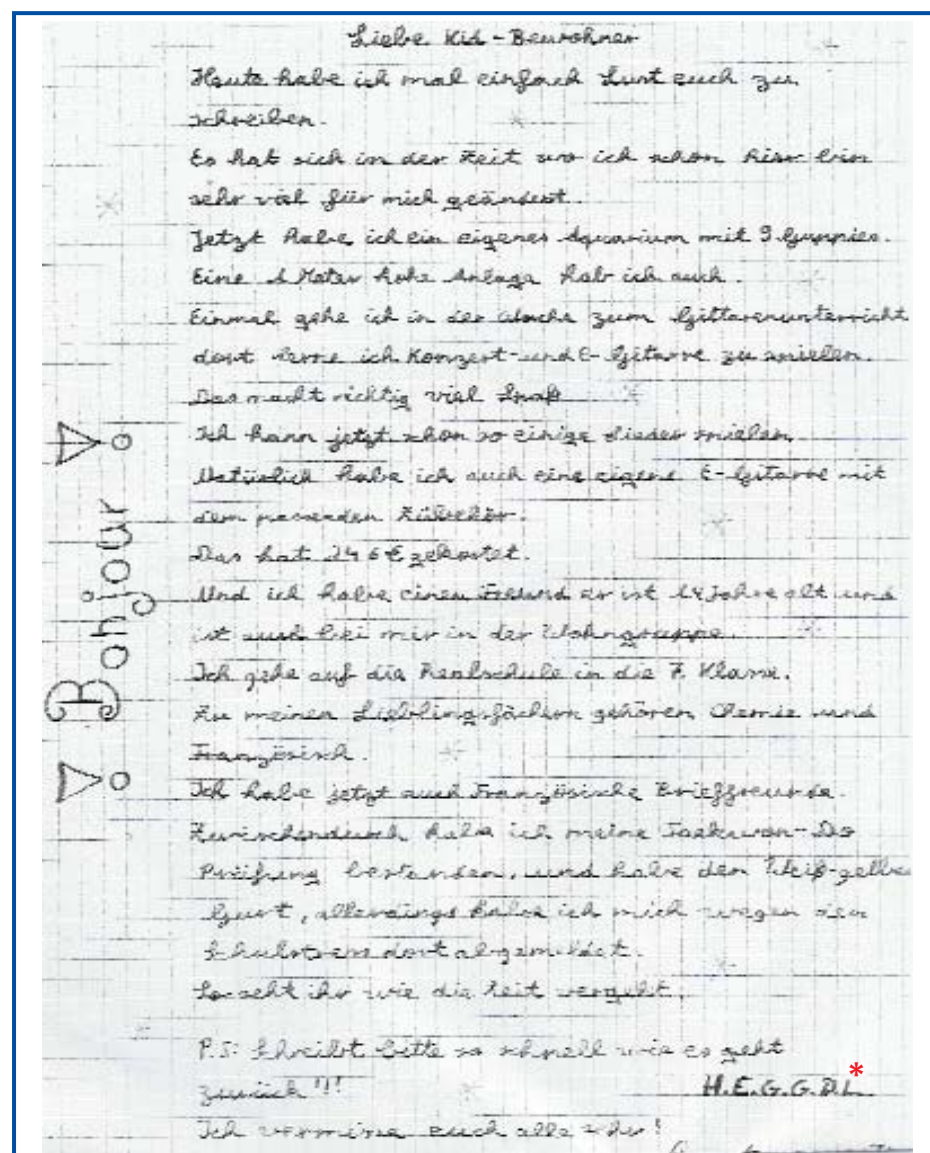 Liebe Kid-Bewohner
Heute habe ich mal einfach Lust euch zu
schreiben.
Es hat sich in der Zeit wo ich schon hier bin
sehr viel für mich geändert.
Jetzt habe ich ein eigenes Aquarium mit 9 Guppies.
Eine 1 Meter hohe Anlage hab ich auch.
Einmal gehe ich in der Woche zum Gittarenunterricht
dort lerne ich Konzert-und E-Gitarre zu spielen.
Das macht richtig viel Spaß
Ich kann jetzt schon so einige Lieder spielen.
Natürlich habe ich auch eine eigene E-Gitarre mit
dem passenden Zübehör.
Das hat 246€ gekostet.
Und ich habe einen Freund er ist 14 Jahre alt und
ist auch bei mir in der Wohngruppe.
Ich gehe auf die Realschule in die 7. Klasse.
Zu meinen Lieblingsfächern gehören Chemie und
Französisch.
Ich habe jetzt auch Französische Brieffreunde.
Zwischendurch habe ich meine Taekwon-Do
Prüfung bestanden, und habe den Weiß-gelben
Gurt, allerdings habe ich mich wegen den
Schulstress dort abgemeldet.
So seht ihr wie die Zeit vergeht.
P.S: Schreibt bitte so schnell wie es geht
zurück!!!
H.E.G.G.D.L *
Ich vermisse euch alle sehr!
Bonjour